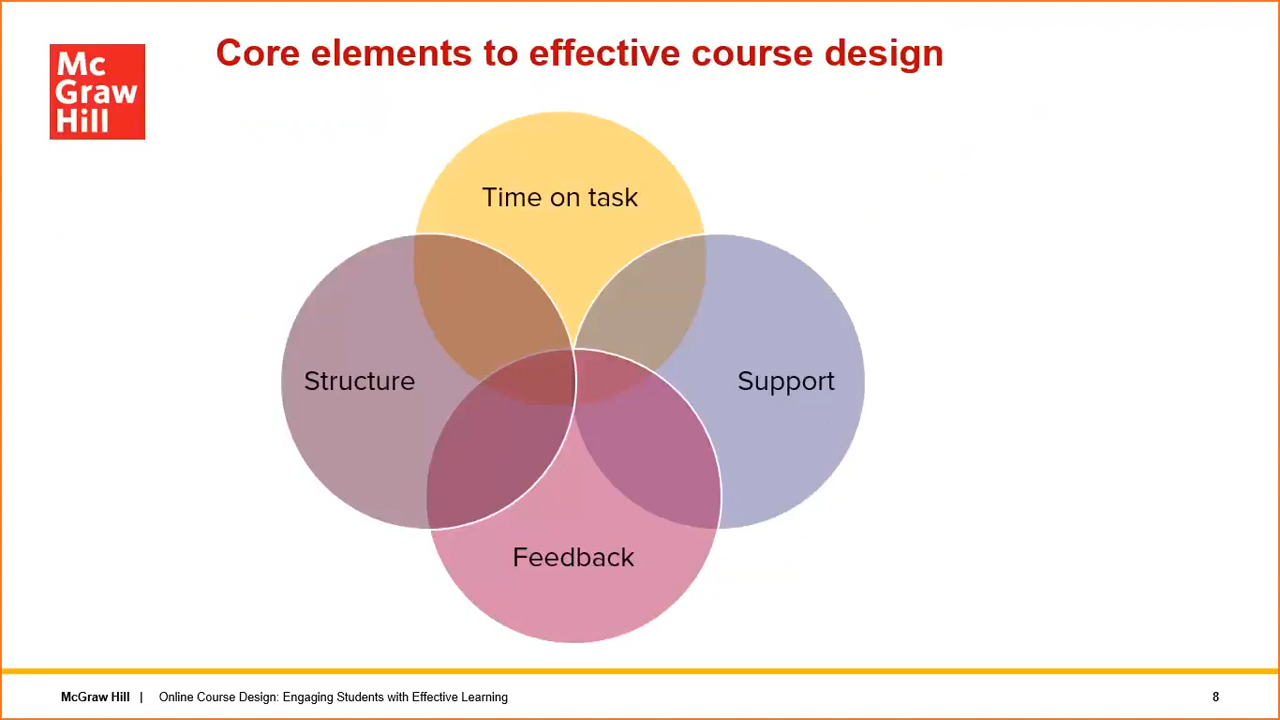 Mc
Graw
Hill
Core elements to effective course design
Time on task
Structure
Support
Feedback
McGraw Hill | Online Course Design: Engaging Students with Effective Learning
8